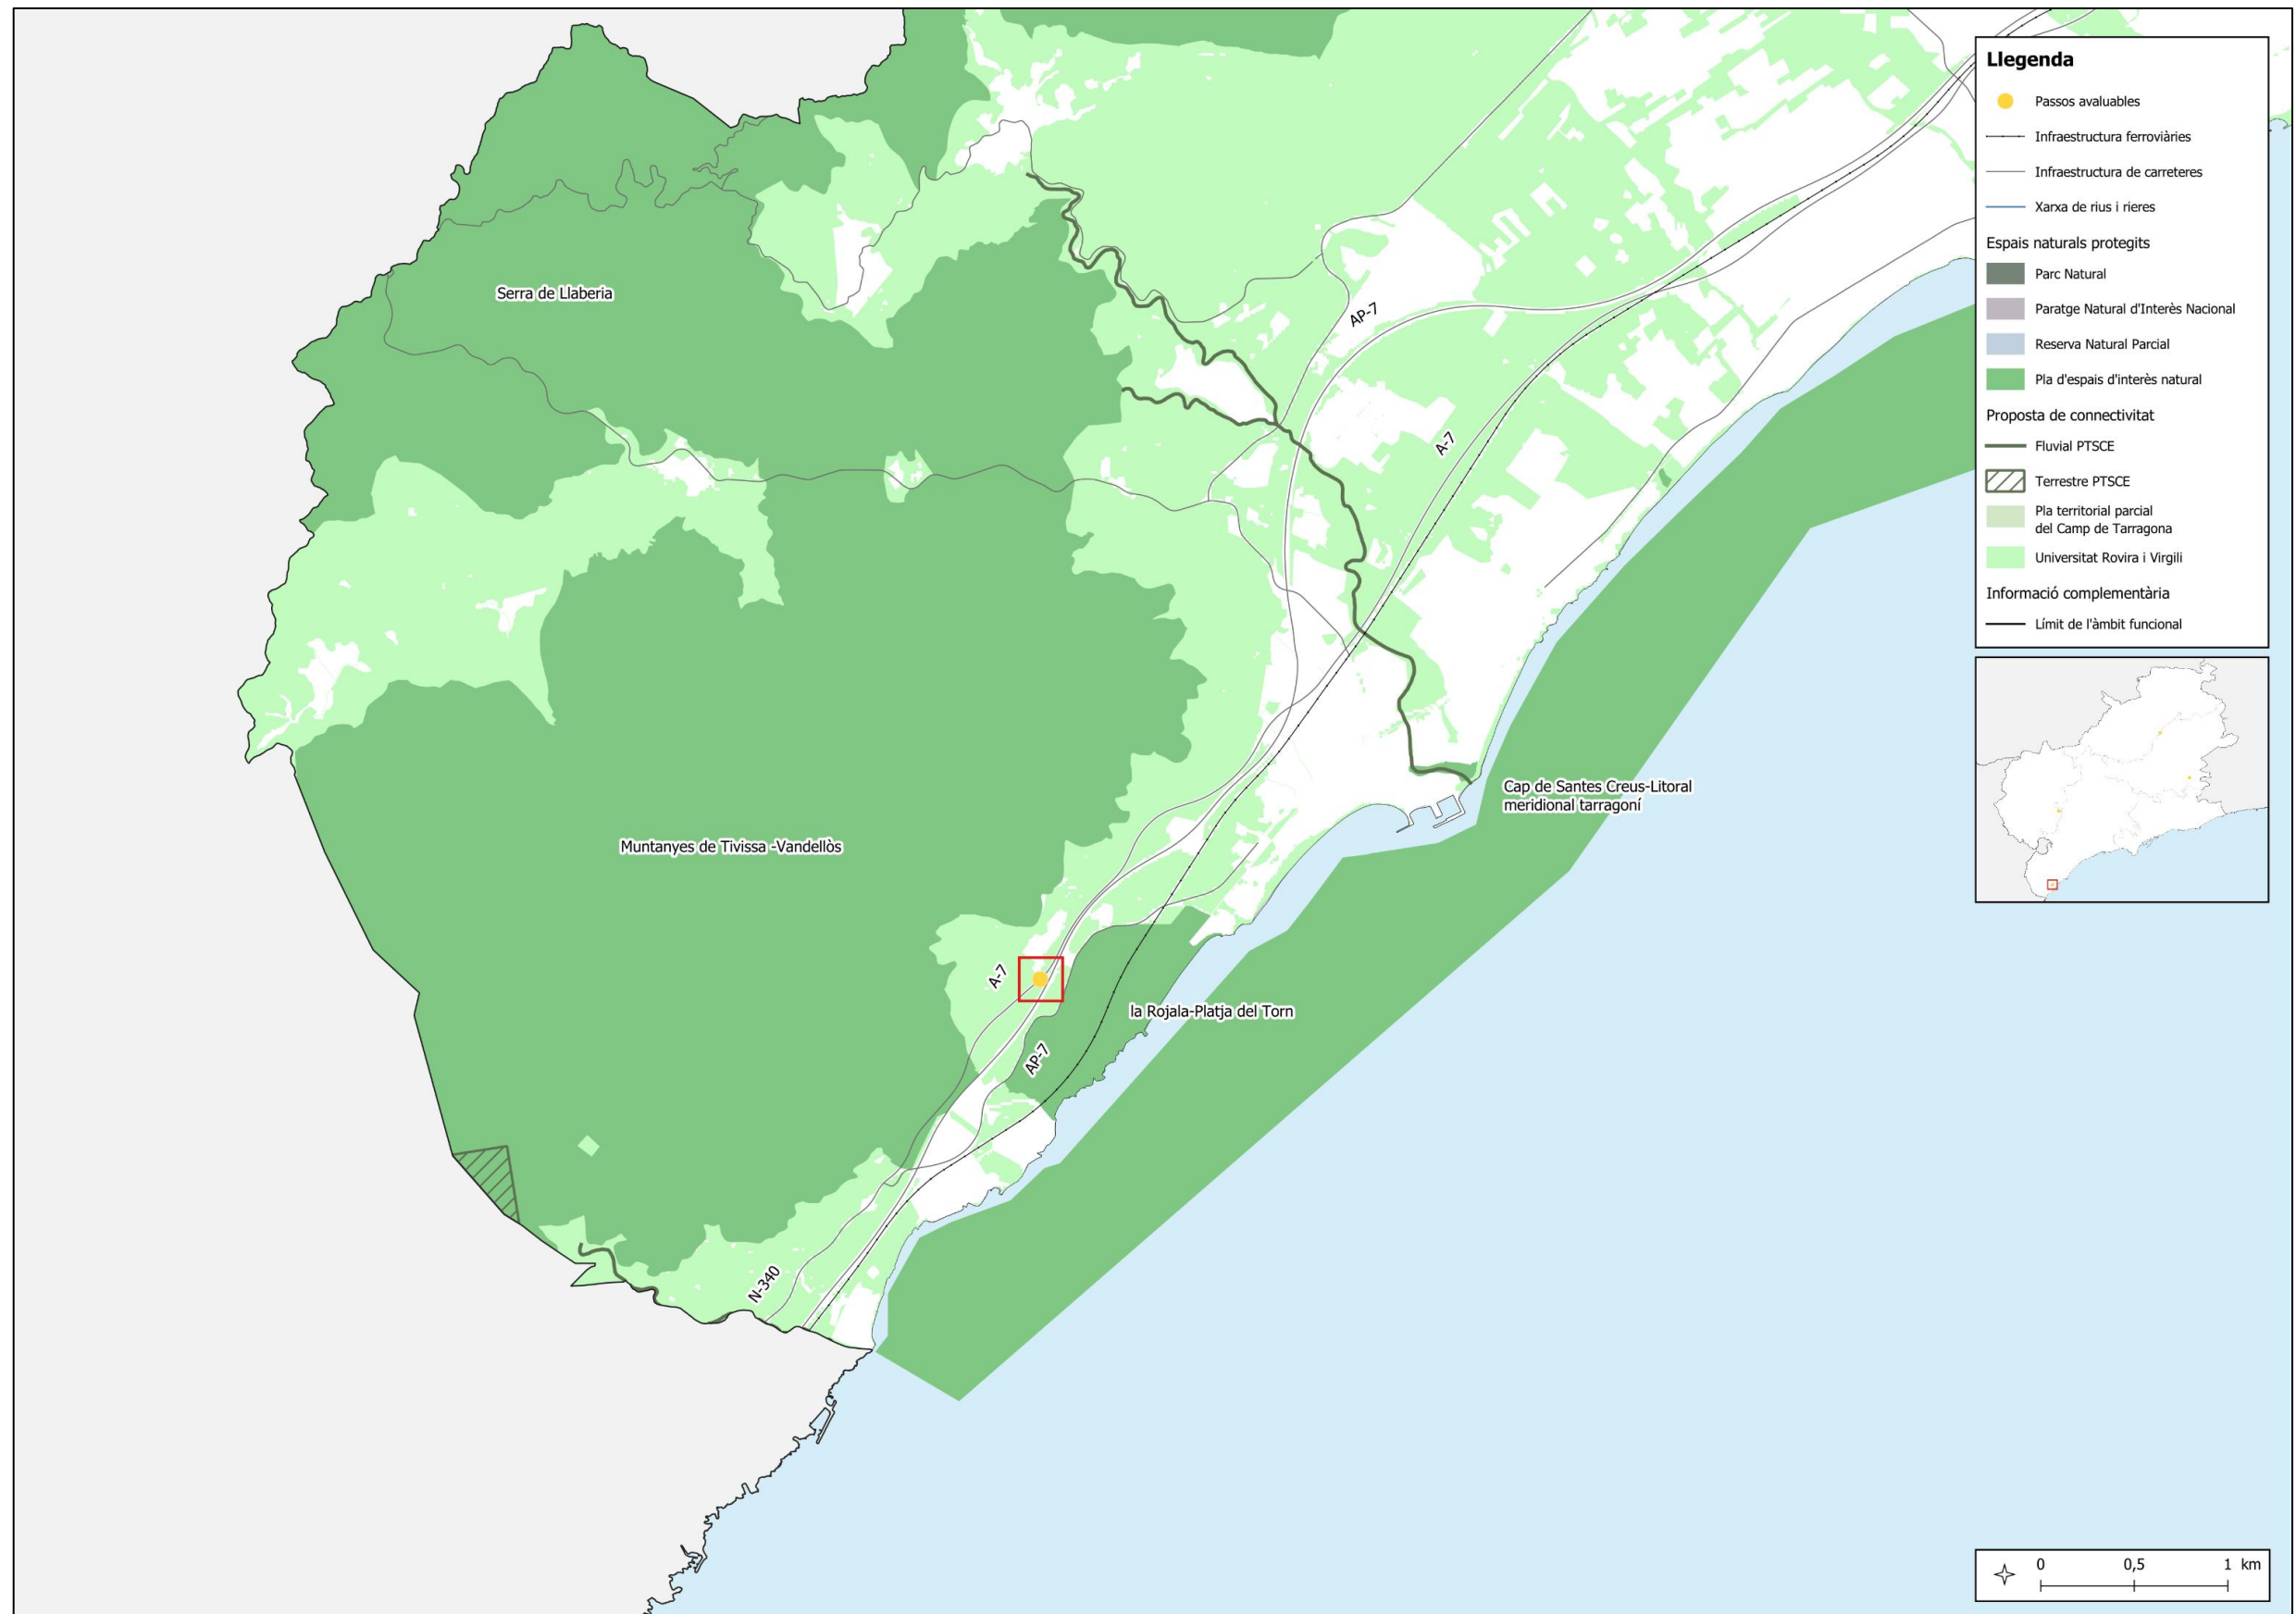 Serra de Llaberia
AP-7
A-7
Cap de Santes Creus-Litoral
meridional tarragoní
Muntanyes de Tivissa -Vandellòs
A-7
la Rojala-Platja del Torn
AP-7
N-340
Llegenda
Passos avaluables
Infraestructura ferroviàries
Infraestructura de carreteres
Xarxa de rius i rieres
Espais naturals protegits
Parc Natural
Paratge Natural d'Interès Nacional
Reserva Natural Parcial
Pla d'espais d'interès natural
Proposta de connectivitat
Fluvial PTSCE
Terrestre PTSCE
Pla territorial parcial
del Camp de Tarragona
Universitat Rovira i Virgili
Informació complementària
Límit de l'àmbit funcional
0 0,5 1 km